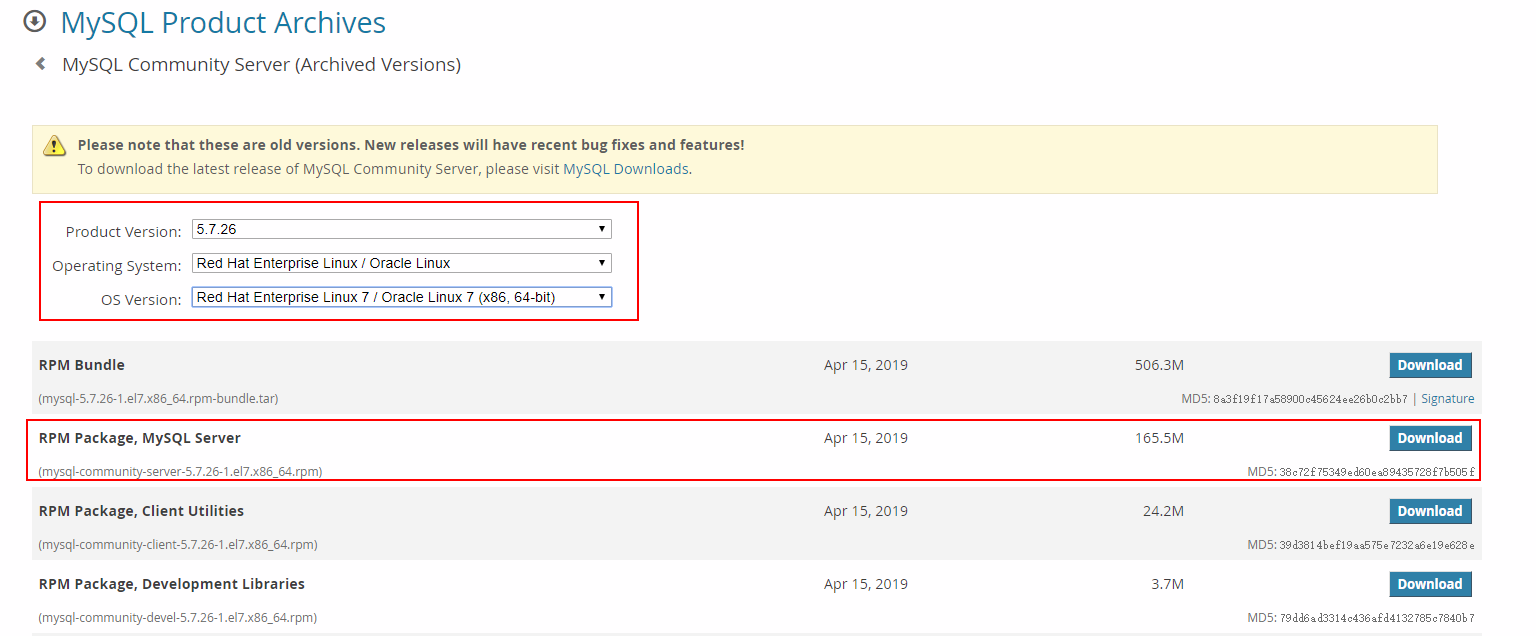 MySQL Product Archives
MySQL Community Server (Archived Versions)
Please note that these are old versions. New releases will have recent bug fixes and features!
To download the latest release of MySQL Community Server, please visit MySQL Downloads.
Product Version: 5.7.26
Operating System: Red Hat Enterprise Linux / Oracle Linux
OS Version: Red Hat Enterprise Linux 7 / Oracle Linux 7 (x86, 64-bit)
RPM Bundle Apr 15, 2019 506.3M Download
(mysql-5.7.26-1.el7.x86_64.rpm-bundle.tar) MD5: 8a3f19f17a58900c45624ee26b0c2bb7 | Signature
RPM Package, MySQL Server Apr 15, 2019 165.5M Download
(mysql-community-server-5.7.26-1.el7.x86_64.rpm) MD5: 38c72f75349ed60ea89435728f7b505f
RPM Package, Client Utilities Apr 15, 2019 24.2M Download
(mysql-community-client-5.7.26-1.el7.x86_64.rpm) MD5: 39d3814bef19aa575e7232a6e19e628e
RPM Package, Development Libraries Apr 15, 2019 3.7M Download
(mysql-community-devel-5.7.26-1.el7.x86_64.rpm) MD5: 79dd6ad3314c436afd4132785c7840b7